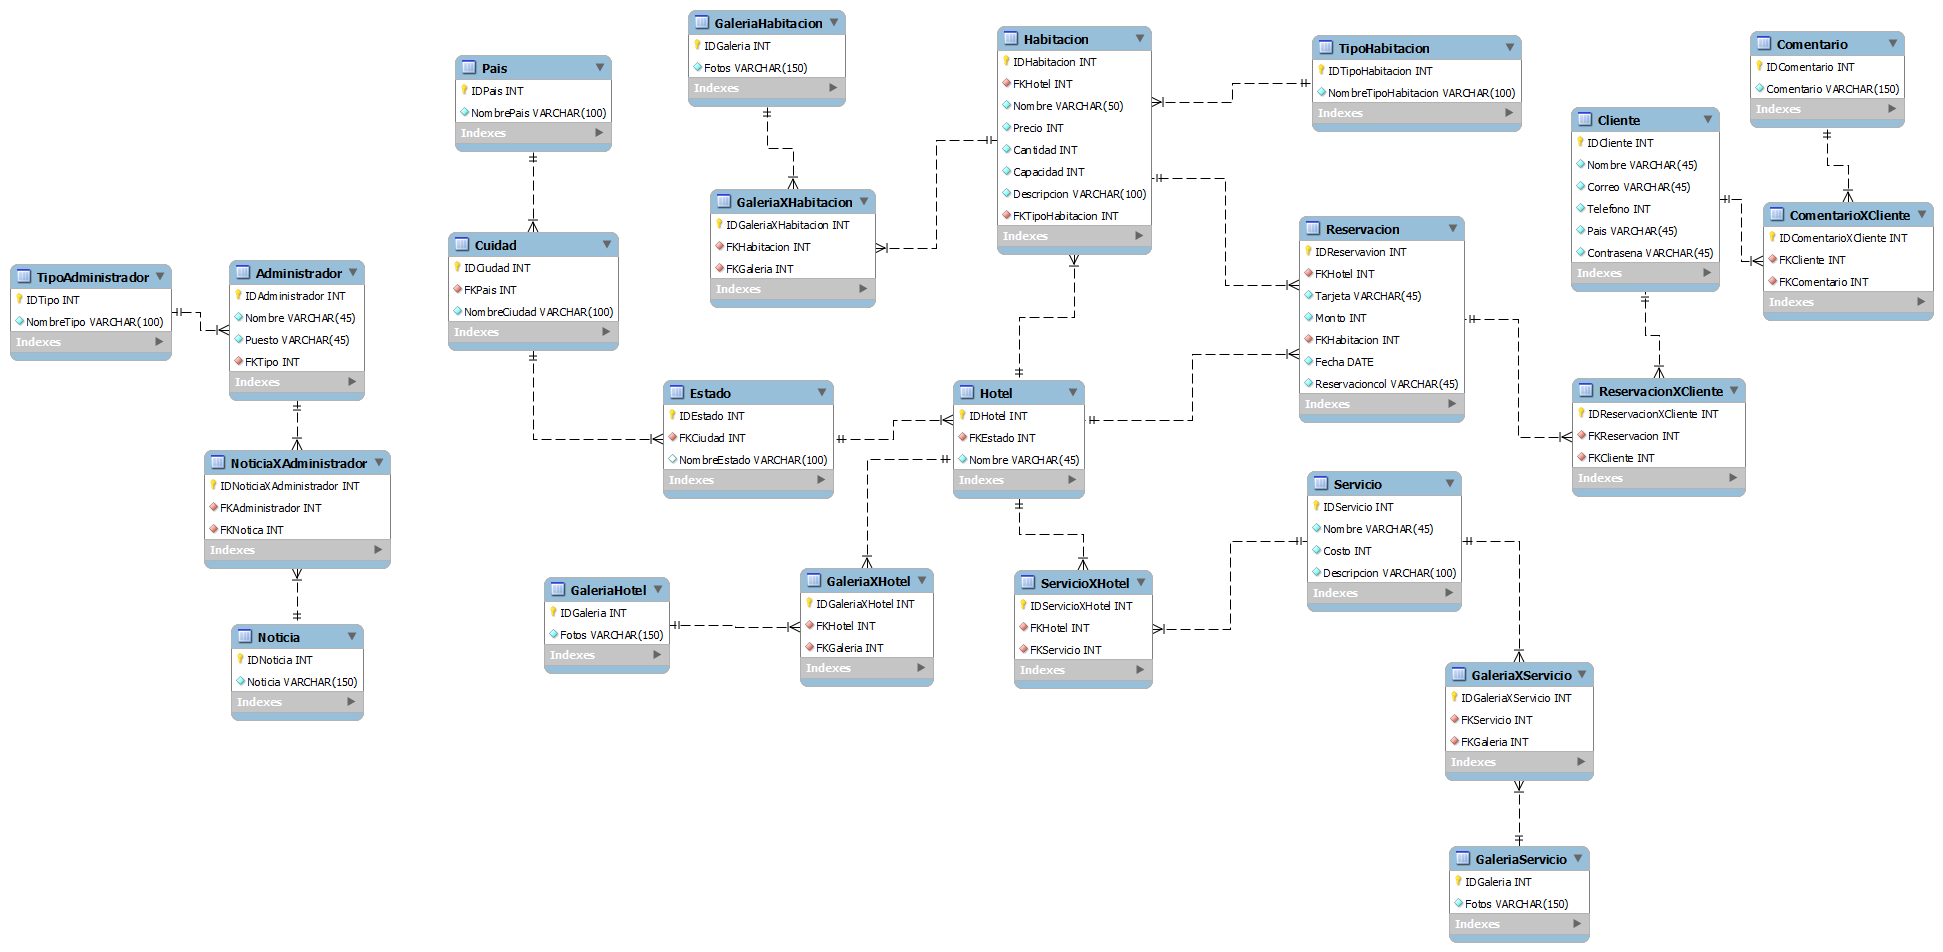 GaleriaHabitacion
IDGaleria INT
Fotos VARCHAR(150)
Indexes
Habitacion
IDHabitacion INT
FKHotel INT
Nombre VARCHAR(50)
Precio INT
Cantidad INT
Capacidad INT
Descripcion VARCHAR(100)
FKTipoHabitacion INT
Indexes
TipoHabitacion
IDTipoHabitacion INT
NombreTipoHabitacion VARCHAR(100)
Indexes
Comentario
IDComentario INT
Comentario VARCHAR(150)
Indexes
Pais
IDPais INT
NombrePais VARCHAR(100)
Indexes
Cliente
IDCliente INT
Nombre VARCHAR(45)
Correo VARCHAR(45)
Telefono INT
Pais VARCHAR(45)
Contrasena VARCHAR(45)
Indexes
GaleriaXHabitacion
IDGaleriaXHabitacion INT
FKHabitacion INT
FKGaleria INT
Indexes
ComentarioXCliente
IDComentarioXCliente INT
FKCliente INT
FKComentario INT
Indexes
Reservacion
IDReservavion INT
FKHotel INT
Tarjeta VARCHAR(45)
Monto INT
FKHabitacion INT
Fecha DATE
Reservacioncol VARCHAR(45)
Indexes
Cuidad
IDCiudad INT
FKPais INT
NombreCiudad VARCHAR(100)
Indexes
TipoAdministrador
IDTipo INT
NombreTipo VARCHAR(100)
Indexes
Administrador
IDAdministrador INT
Nombre VARCHAR(45)
Puesto VARCHAR(45)
FKTipo INT
Indexes
Estado
IDEstado INT
FKCiudad INT
NombreEstado VARCHAR(100)
Indexes
Hotel
IDHotel INT
FKEstado INT
Nombre VARCHAR(45)
Indexes
ReservacionXCliente
IDReservacionXCliente INT
FKReservacion INT
FKCliente INT
Indexes
NoticiaXAdministrador
IDNoticiaXAdministrador INT
FKAdministrador INT
FKNotica INT
Indexes
Servicio
IDServicio INT
Nombre VARCHAR(45)
Costo INT
Descripcion VARCHAR(100)
Indexes
GaleriaHotel
IDGaleria INT
Fotos VARCHAR(150)
Indexes
GaleriaXHotel
IDGaleriaXHotel INT
FKHotel INT
FKGaleria INT
Indexes
ServicioXHotel
IDServicioXHotel INT
FKHotel INT
FKServicio INT
Indexes
Noticia
IDNoticia INT
Noticia VARCHAR(150)
Indexes
GaleriaXServicio
IDGaleriaXServicio INT
FKServicio INT
FKGaleria INT
Indexes
GaleriaServicio
IDGaleria INT
Fotos VARCHAR(150)
Indexes